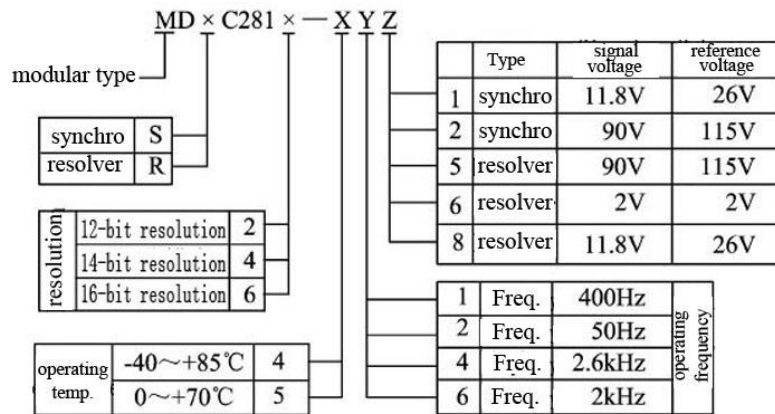 MD × C281 × — X Y Z
modular type
synchro S
resolver R
resolution
12-bit resolution 2
14-bit resolution 4
16-bit resolution 6
operating temp.
-40～+85℃ 4
0～+70℃ 5
Type signal voltage reference voltage
1 synchro 11.8V 26V
2 synchro 90V 115V
5 resolver 90V 115V
6 resolver 2V 2V
8 resolver 11.8V 26V
1 Freq. 400Hz
2 Freq. 50Hz
4 Freq. 2.6kHz
6 Freq. 2kHz
operating frequency